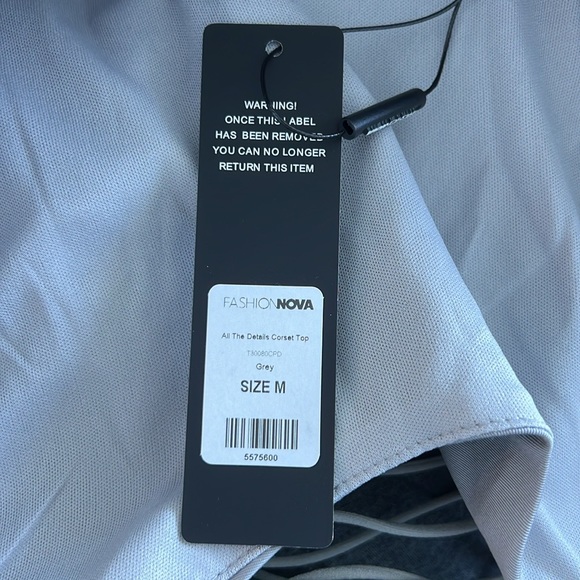 WARNING!
ONCE THIS LABEL
HAS BEEN REMOVED
YOU CAN NO LONGER
RETURN THIS ITEM
FASHIONNOVA
All The Details Corset Top
T30080CPO
Grey
SIZE M
5575600